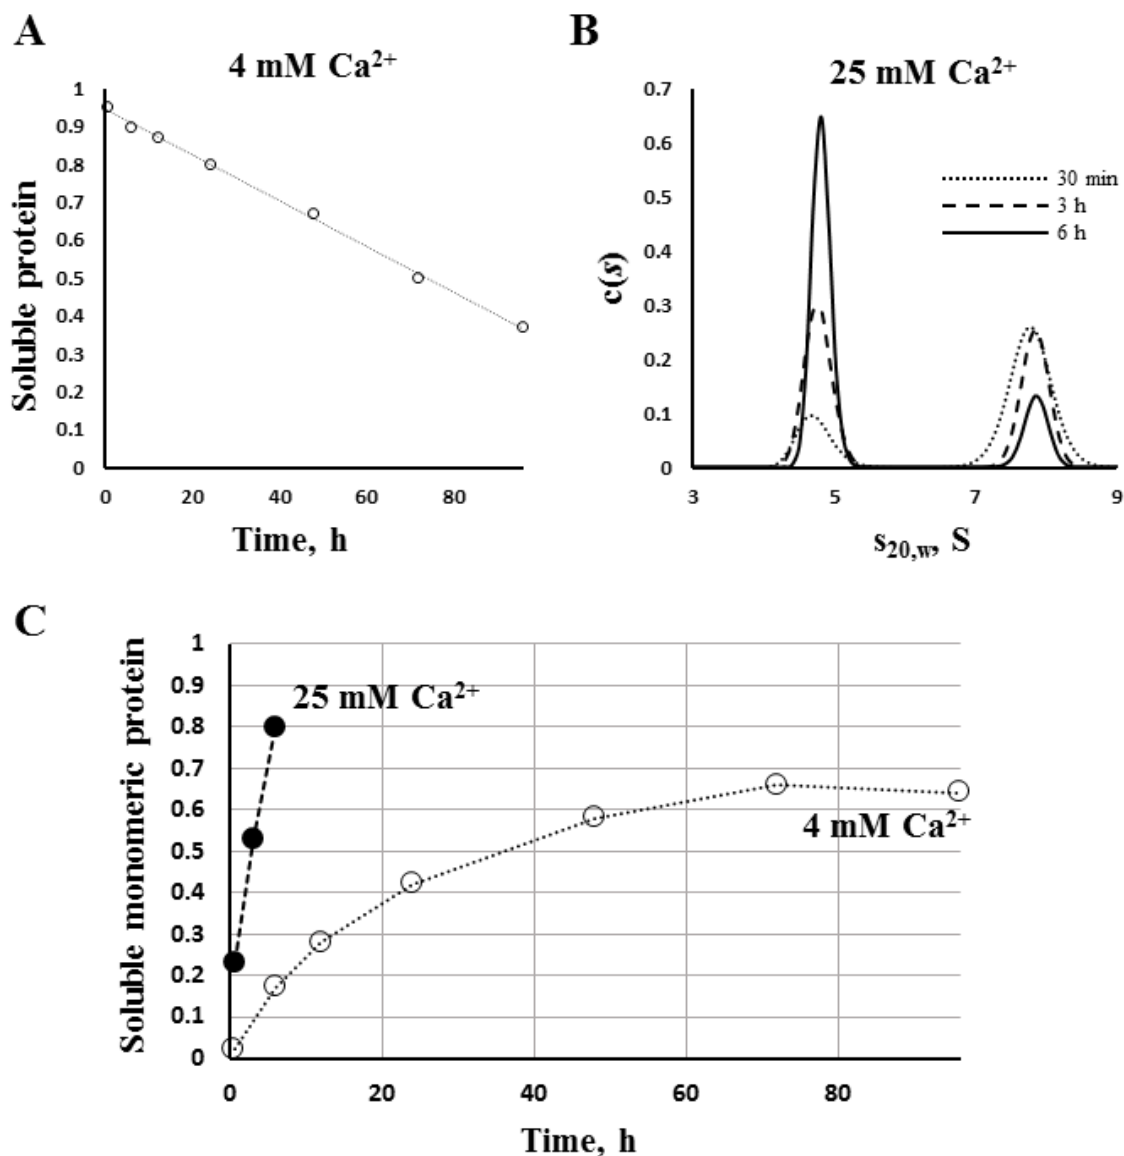 A
4 mM Ca²⁺
Soluble protein
1
0.9
0.8
0.7
0.6
0.5
0.4
0.3
0.2
0.1
0
0 20 40 60 80
Time, h
B
25 mM Ca²⁺
c(s)
0.7
0.6
0.5
0.4
0.3
0.2
0.1
0
30 min
3 h
6 h
3 5 7 9
s₂₀,w, S
C
Soluble monomeric protein
1
0.9
0.8
0.7
0.6
0.5
0.4
0.3
0.2
0.1
0
25 mM Ca²⁺
4 mM Ca²⁺
0 20 40 60 80
Time, h